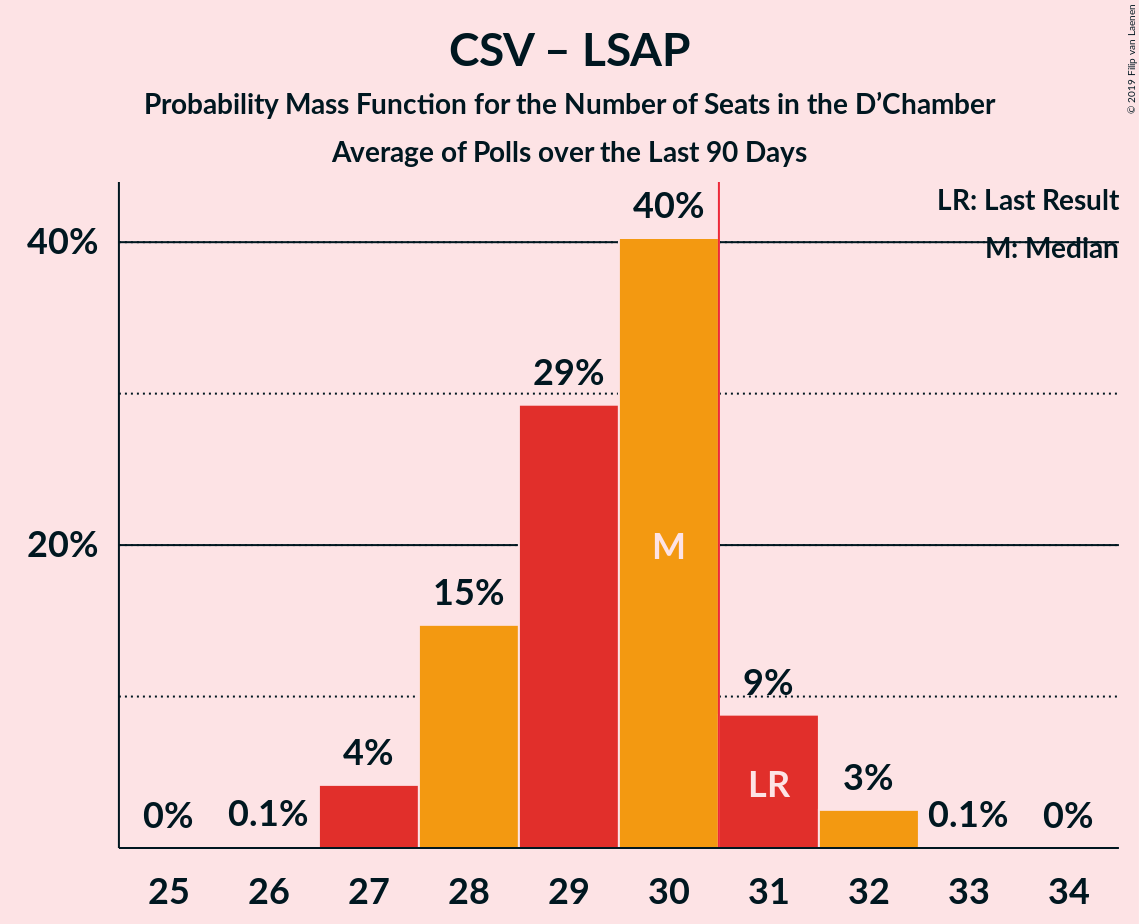 CSV – LSAP
Probability Mass Function for the Number of Seats in the D’Chamber
Average of Polls over the Last 90 Days
© 2019 Filip van Laenen
LR: Last Result
M: Median
40%
20%
0%
0.1%
4%
15%
29%
40%
9%
3%
0.1%
0%
M
LR
25 26 27 28 29 30 31 32 33 34